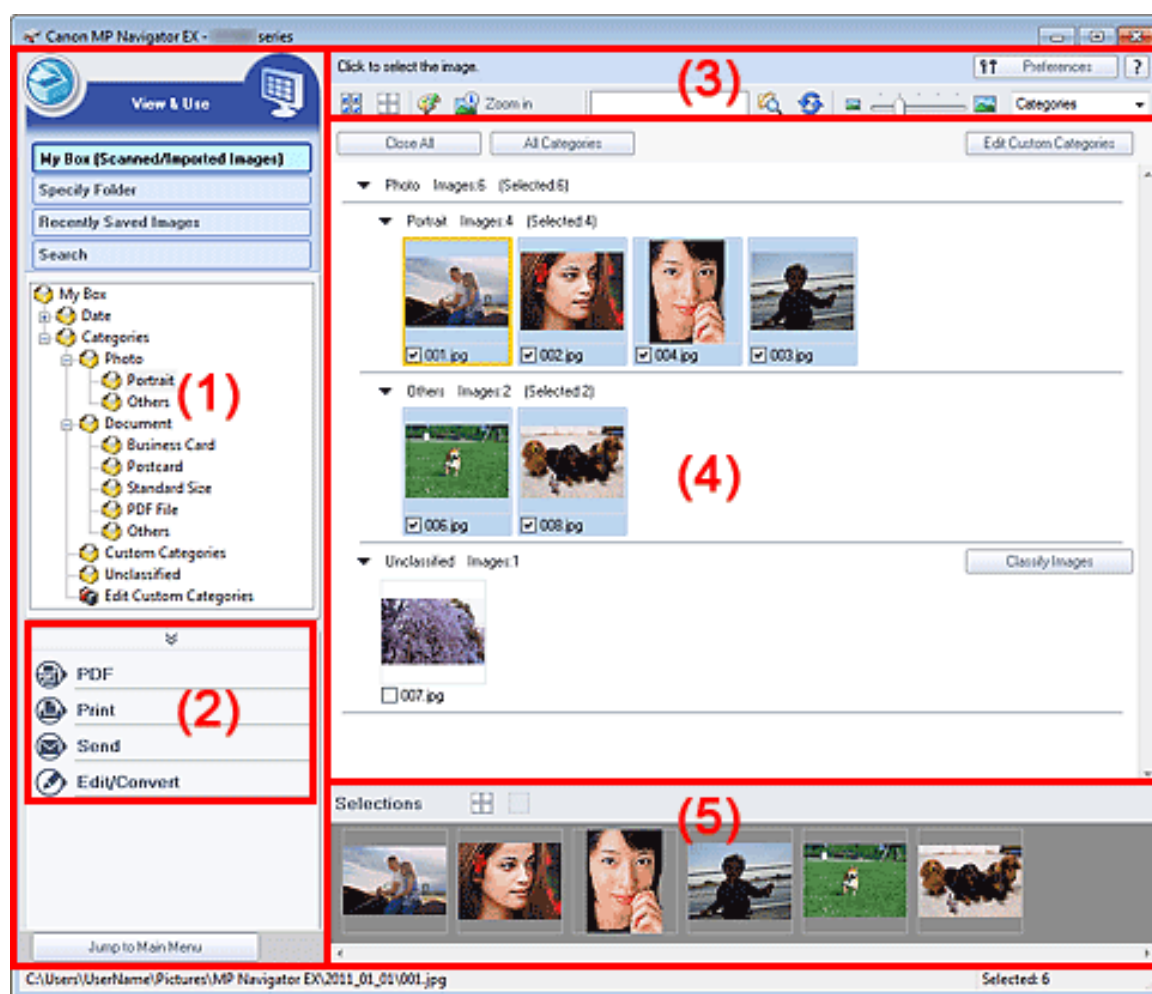 Canon MP Navigator EX - series
View & Use
My Box (Scanned/Imported Images)
Specify Folder
Recently Saved Images
Search
My Box
Date
Categories
Photo
Portrait
Others
(1)
Document
Business Card
Postcard
Standard Size
PDF File
Others
Custom Categories
Unclassified
Edit Custom Categories
PDF
Print
(2)
Send
Edit/Convert
Jump to Main Menu
Click to select the image.
(3)
Preferences
?
Zoom in
Categories
Close All
All Categories
Edit Custom Categories
Photo Images:6 (Selected:6)
Portrait Images:4 (Selected:4)
001.jpg
002.jpg
004.jpg
003.jpg
Others Images:2 (Selected:2)
(4)
006.jpg
008.jpg
Unclassified Images:1
Classify Images
007.jpg
Selections
(5)
C:\Users\UserName\Pictures\MP Navigator EX\2011_01_01\001.jpg
Selected: 6